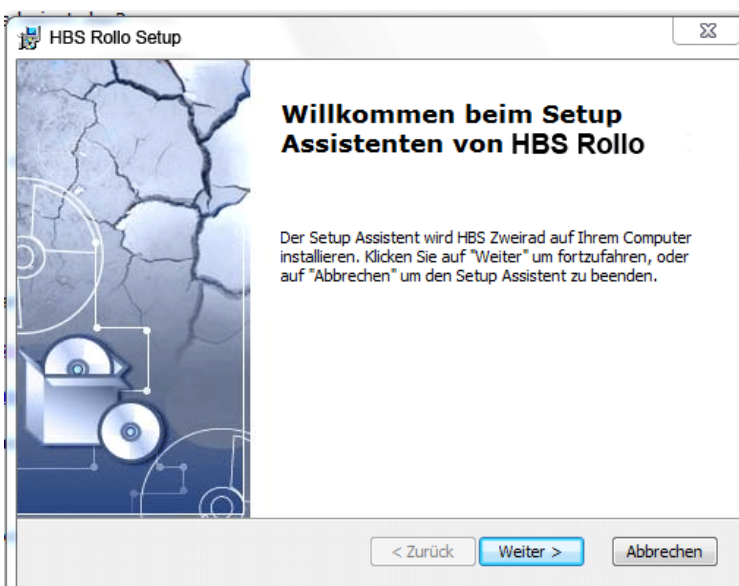 HBS Rollo Setup
Willkommen beim Setup
Assistenten von HBS Rollo
Der Setup Assistent wird HBS Zweirad auf Ihrem Computer
installieren. Klicken Sie auf "Weiter" um fortzufahren, oder
auf "Abbrechen" um den Setup Assistent zu beenden.
< Zurück
Weiter >
Abbrechen